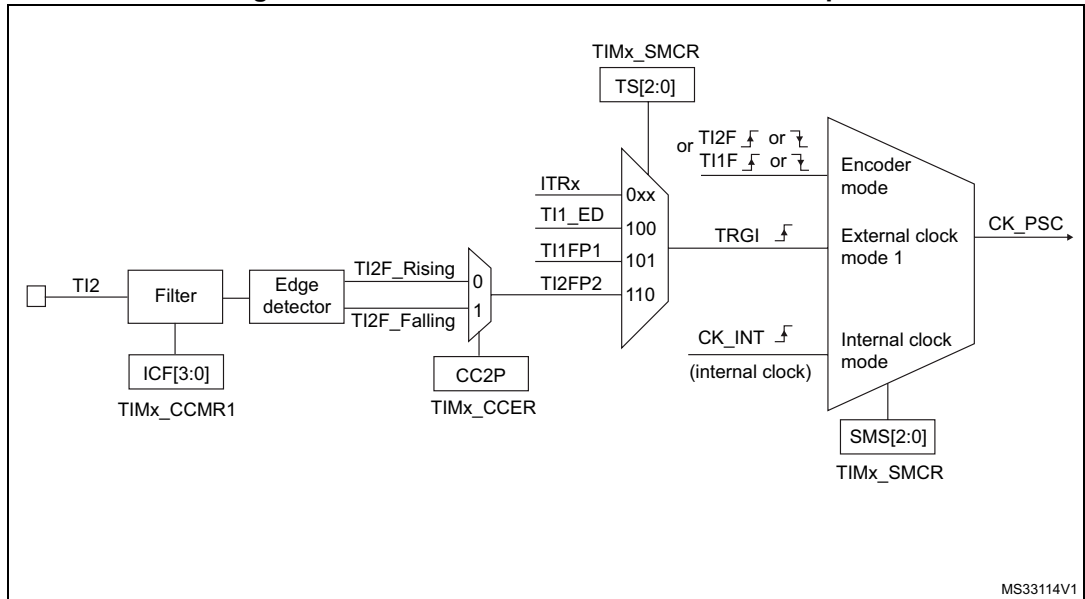 TIMx_SMCR
TS[2:0]
or TI2F or
TI1F or
Encoder
mode
ITRx
0xx
TI1_ED
100
TRGI
External clock
mode 1
CK_PSC
TI1FP1
101
TI2F_Rising
TI2FP2
110
0
TI2
Filter
Edge
detector
1
TI2F_Falling
CK_INT
(internal clock)
Internal clock
mode
ICF[3:0]
TIMx_CCMR1
CC2P
TIMx_CCER
SMS[2:0]
TIMx_SMCR
MS33114V1